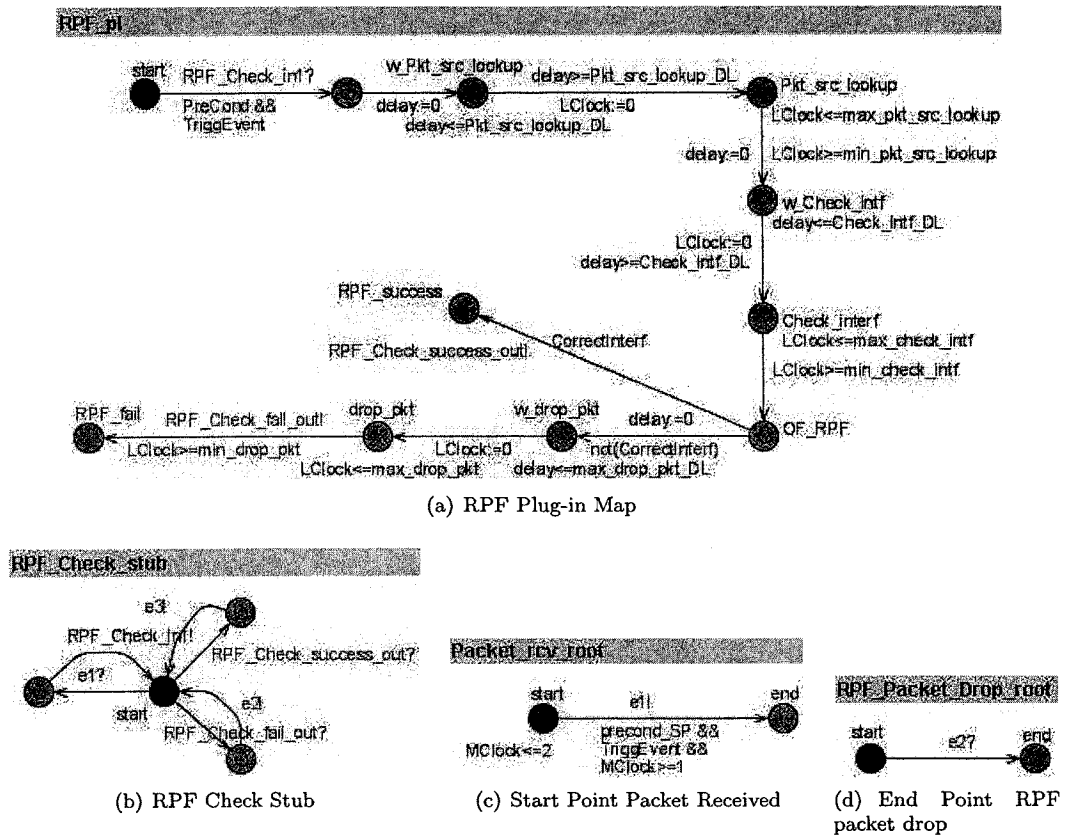 RPF_pl
start
RPF_Check_in1?
PreCond &&
TriggEvent
w_Pkt_src_lookup
delay:=0
delay<=Pkt_src_lookup_DL
delay>=Pkt_src_lookup_DL
LClock:=0
Pkt_src_lookup
LClock<=max_pkt_src_lookup
delay:=0
LClock>=min_pkt_src_lookup
w_Check_intf
delay<=Check_intf_DL
LClock:=0
delay>=Check_intf_DL
RPF_success
Check_interf
LClock<=max_check_intf
CorrectInterf
RPF_Check_success_out!
LClock>=min_check_intf
RPF_fail
RPF_Check_fail_out!
LClock>=min_drop_pkt
drop_pkt
LClock<=max_drop_pkt
LClock:=0
w_drop_pkt
delay<=max_drop_pkt_DL
delay:=0
not(CorrectInterf)
OF_RPF
(a) RPF Plug-in Map
RPF_Check_stub
e3!
RPF_Check_in1!
RPF_Check_success_out?
e1?
start
e3!
RPF_Check_fail_out?
(b) RPF Check Stub
Packet_rcv_root
start
MClock<=2
e1!
precond_SP &&
TriggEvent &&
MClock>=1
end
(c) Start Point Packet Received
RPF_Packet_Drop_root
start
e2?
end
(d) End Point RPF
packet drop